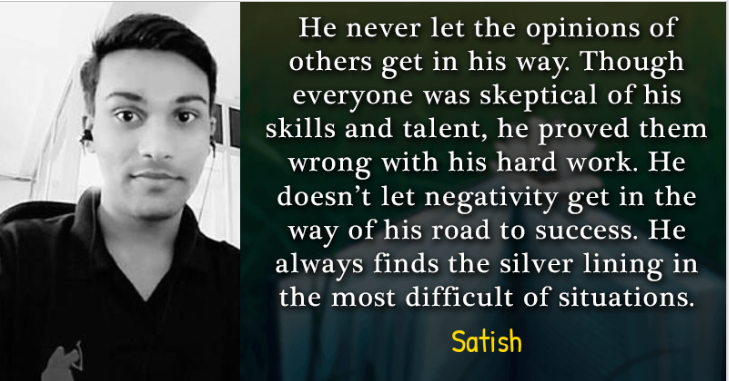 He never let the opinions of
others get in his way. Though
everyone was skeptical of his
skills and talent, he proved them
wrong with his hard work. He
doesn’t let negativity get in the
way of his road to success. He
always finds the silver lining in
the most difficult of situations.
Satish